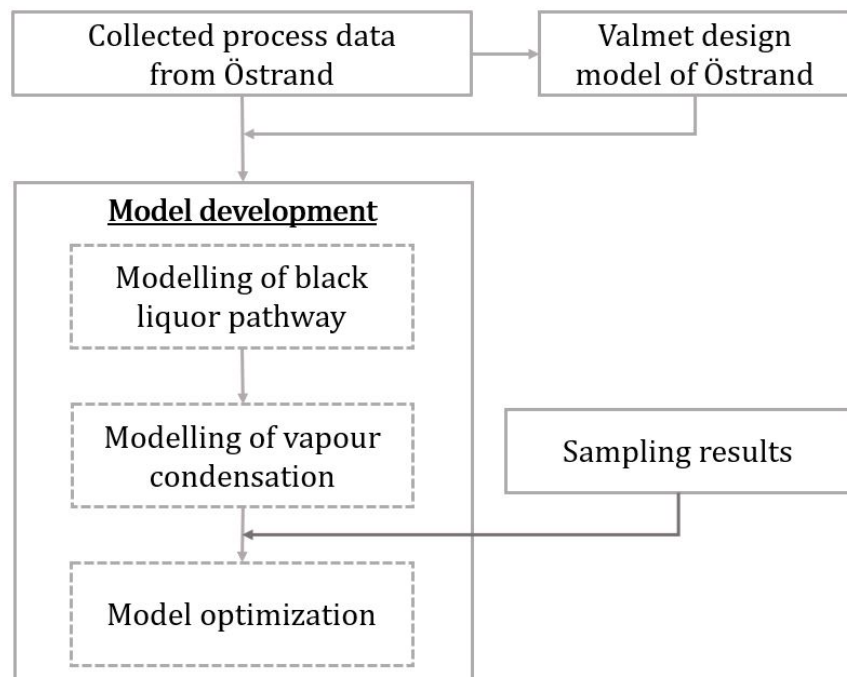 Collected process data
from Östrand
Valmet design
model of Östrand
Model development
Modelling of black
liquor pathway
Modelling of vapour
condensation
Sampling results
Model optimization